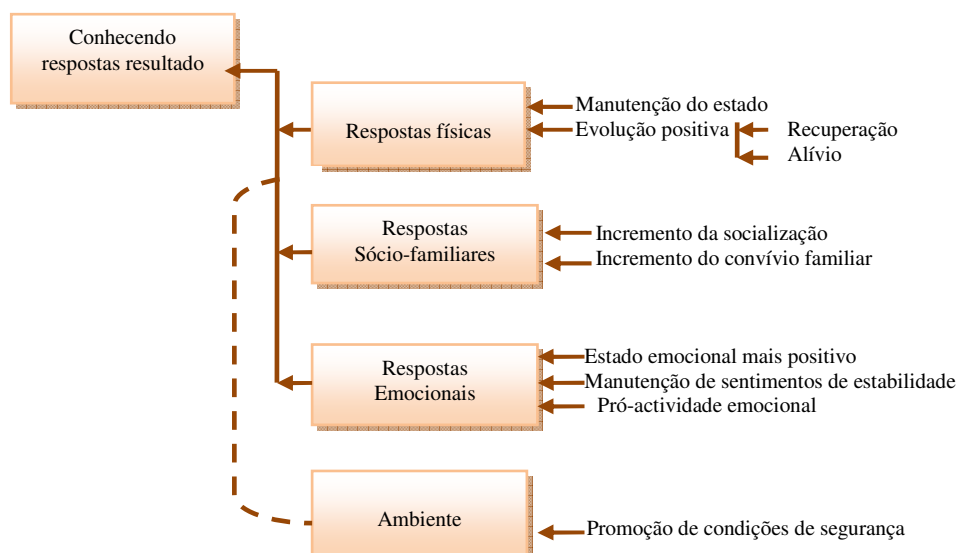 Conhecendo
respostas resultado
Respostas físicas
Manutenção do estado
Evolução positiva
Recuperação
Alívio
Respostas
Sócio-familiares
Incremento da socialização
Incremento do convívio familiar
Respostas
Emocionais
Estado emocional mais positivo
Manutenção de sentimentos de estabilidade
Pró-actividade emocional
Ambiente
Promoção de condições de segurança